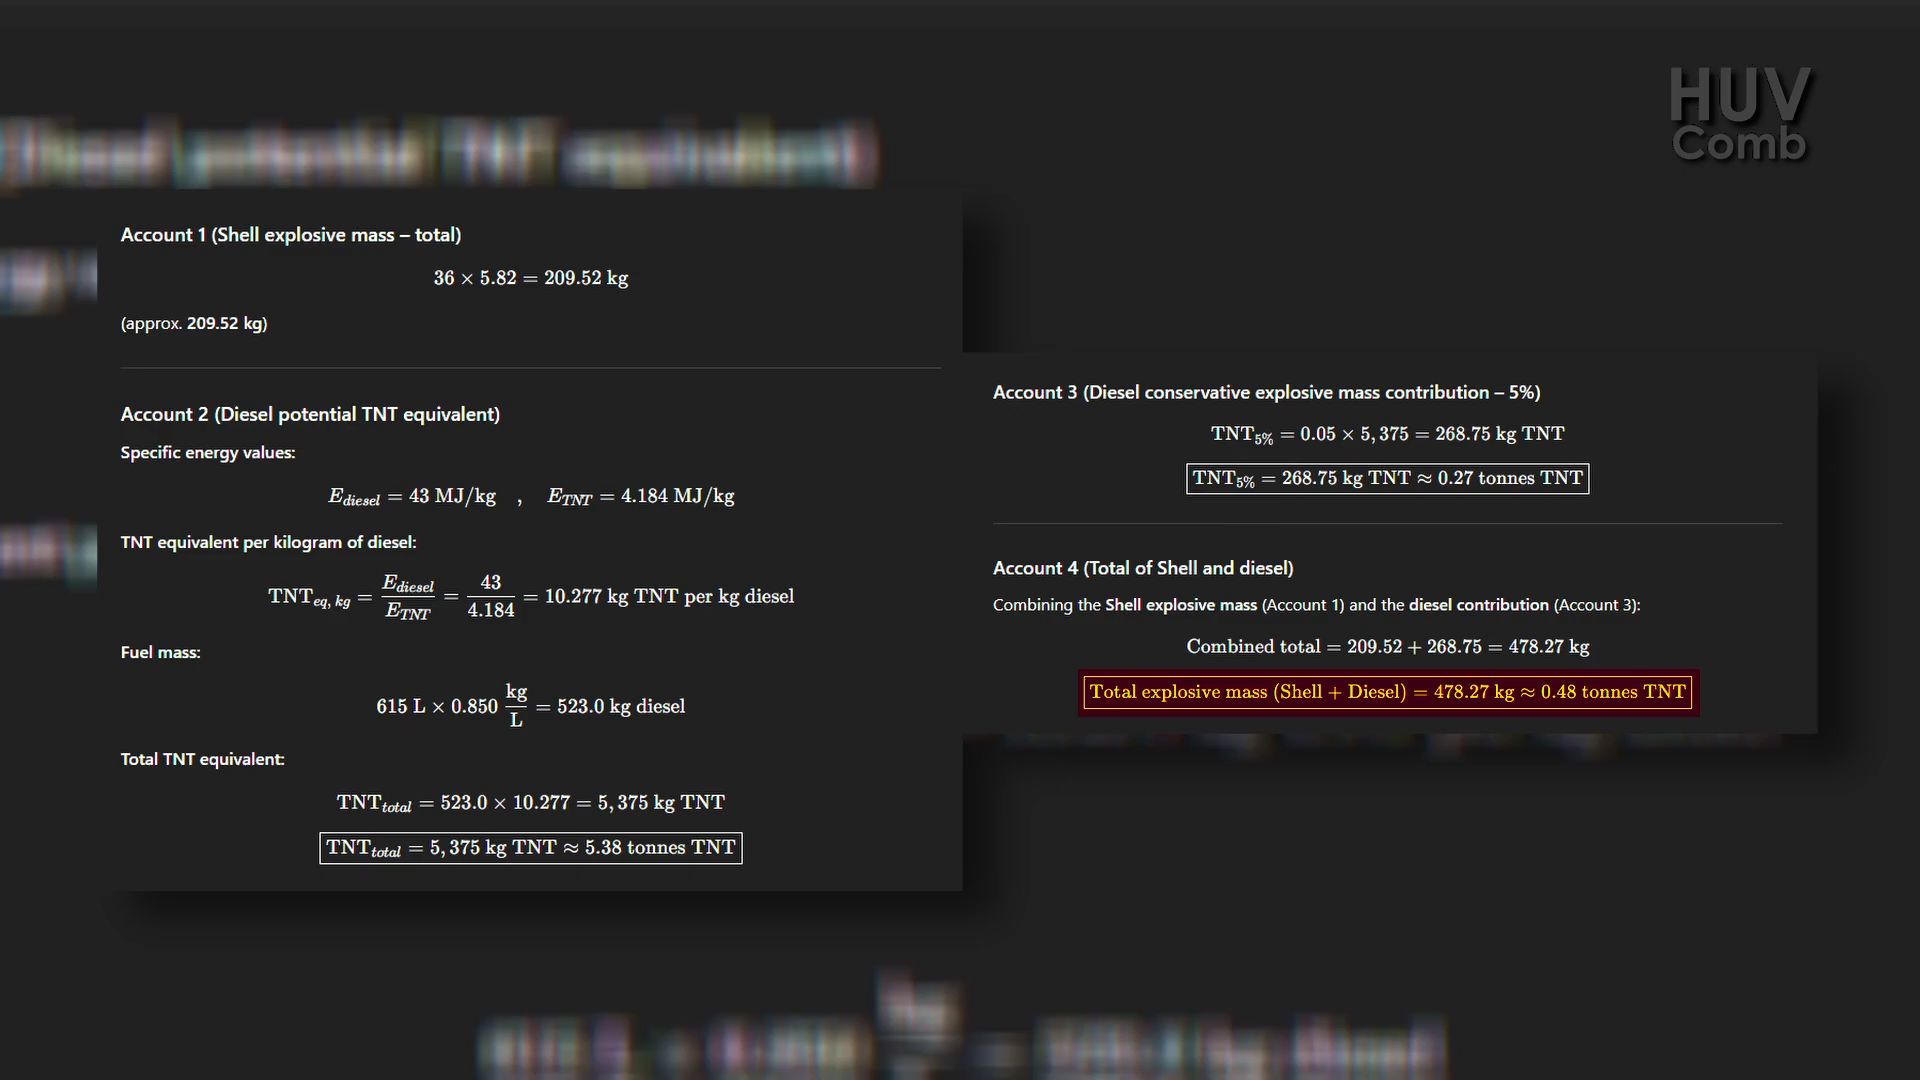 HUV
Comb
Account 1 (Shell explosive mass – total)
36 × 5.82 = 209.52 kg
(approx. 209.52 kg)
Account 2 (Diesel potential TNT equivalent)
Specific energy values:
E_diesel = 43 MJ/kg , E_TNT = 4.184 MJ/kg
TNT equivalent per kilogram of diesel:
TNT_eq, kg = E_diesel / E_TNT = 43 / 4.184 = 10.277 kg TNT per kg diesel
Fuel mass:
615 L × 0.850 kg / L = 523.0 kg diesel
Total TNT equivalent:
TNT_total = 523.0 × 10.277 = 5, 375 kg TNT
TNT_total = 5, 375 kg TNT ≈ 5.38 tonnes TNT
Account 3 (Diesel conservative explosive mass contribution – 5%)
TNT_5% = 0.05 × 5, 375 = 268.75 kg TNT
TNT_5% = 268.75 kg TNT ≈ 0.27 tonnes TNT
Account 4 (Total of Shell and diesel)
Combining the Shell explosive mass (Account 1) and the diesel contribution (Account 3):
Combined total = 209.52 + 268.75 = 478.27 kg
Total explosive mass (Shell + Diesel) = 478.27 kg ≈ 0.48 tonnes TNT